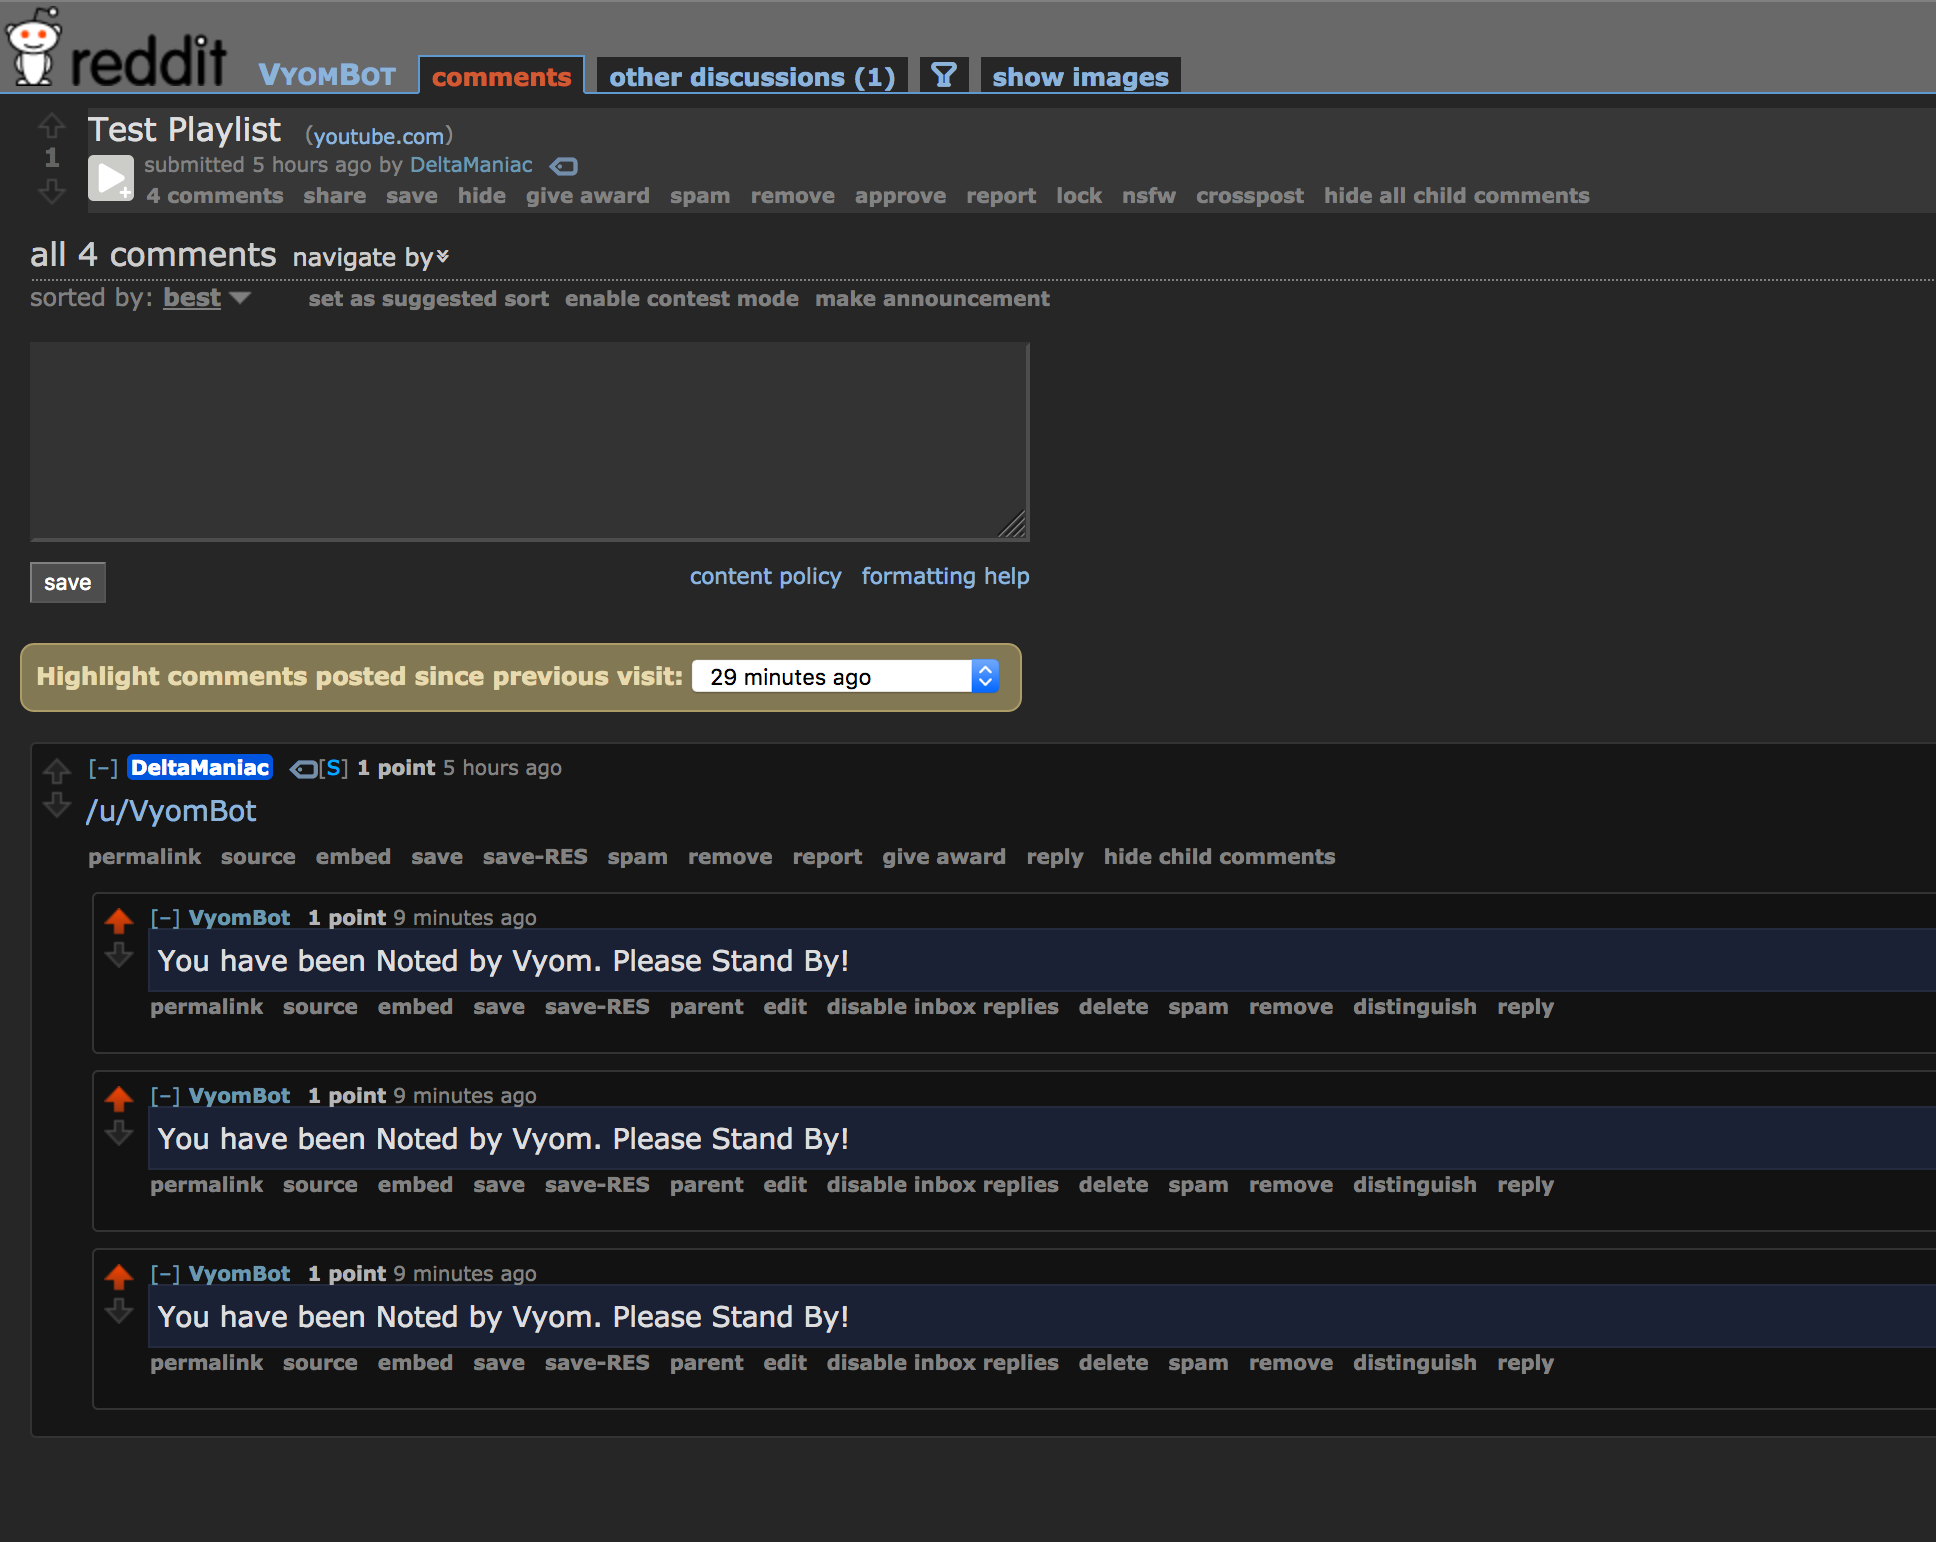 reddit VYOMBOT comments other discussions (1) show images
Test Playlist (youtube.com)
1
submitted 5 hours ago by DeltaManiac
4 comments share save hide give award spam remove approve report lock nsfw crosspost hide all child comments
all 4 comments navigate by
sorted by: best set as suggested sort enable contest mode make announcement
save content policy formatting help
Highlight comments posted since previous visit: 29 minutes ago
[–] DeltaManiac [S] 1 point 5 hours ago
/u/VyomBot
permalink source embed save save-RES spam remove report give award reply hide child comments
[–] VyomBot 1 point 9 minutes ago
You have been Noted by Vyom. Please Stand By!
permalink source embed save save-RES parent edit disable inbox replies delete spam remove distinguish reply
[–] VyomBot 1 point 9 minutes ago
You have been Noted by Vyom. Please Stand By!
permalink source embed save save-RES parent edit disable inbox replies delete spam remove distinguish reply
[–] VyomBot 1 point 9 minutes ago
You have been Noted by Vyom. Please Stand By!
permalink source embed save save-RES parent edit disable inbox replies delete spam remove distinguish reply